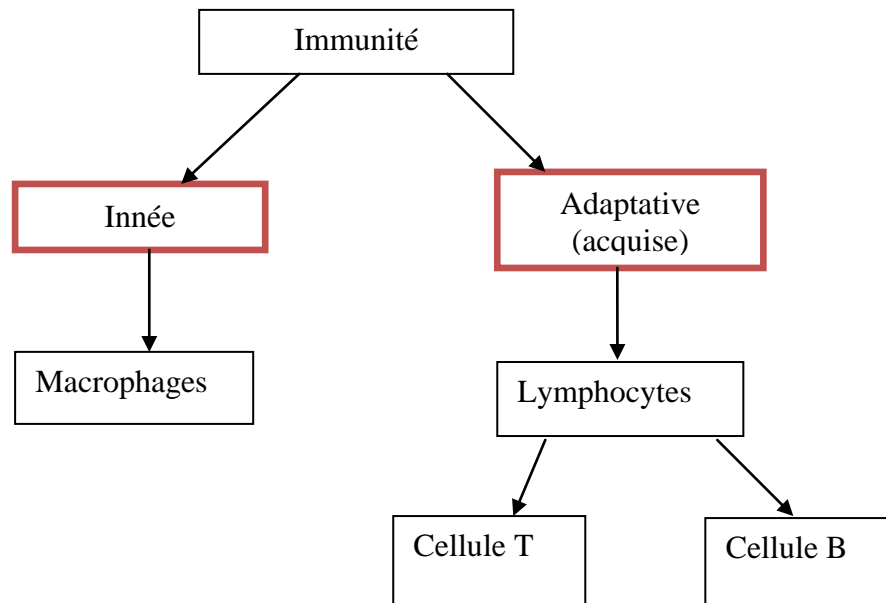 Immunité
Innée
Adaptative
(acquise)
Macrophages
Lymphocytes
Cellule T
Cellule B